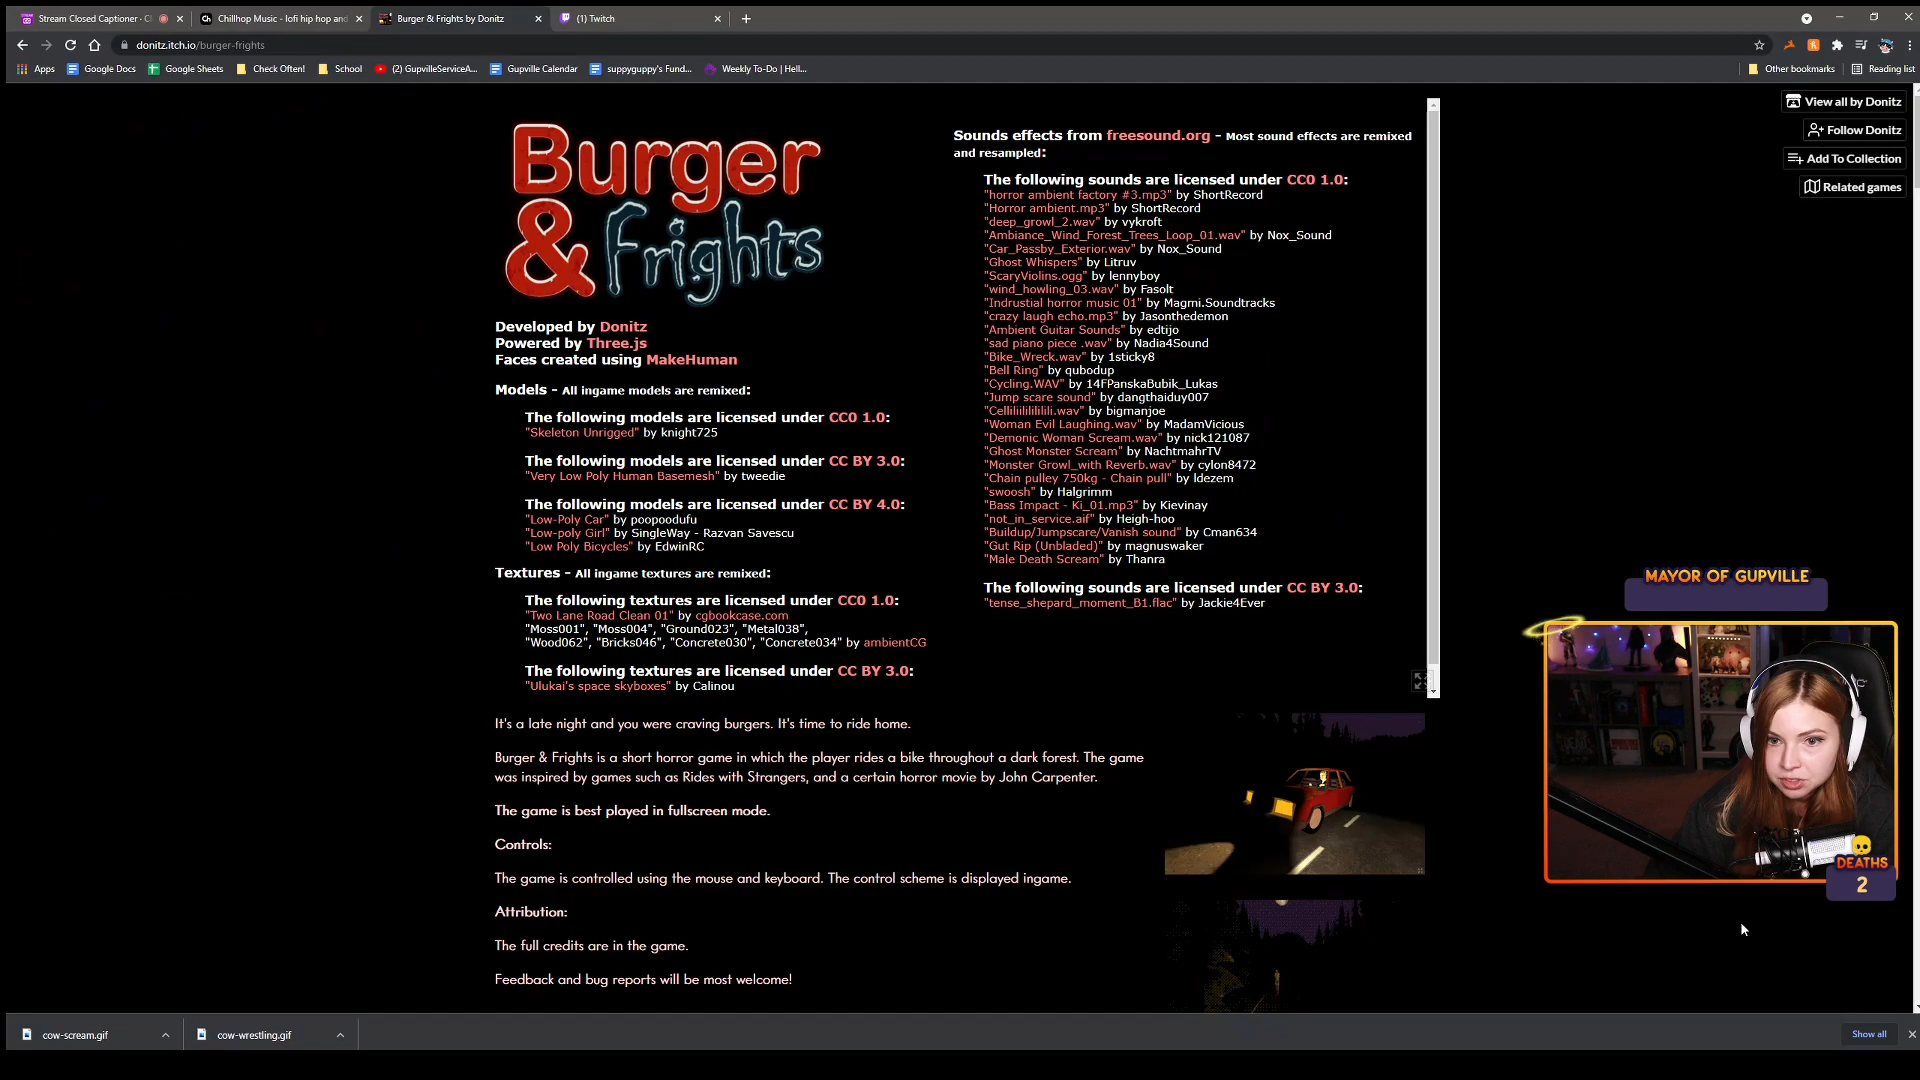 Stream Closed Captioner - C
Chillhop Music - lofi hip hop and
Burger & Frights by Donitz
(1) Twitch
donitz.itch.io/burger-frights
Apps
Google Docs
Google Sheets
Check Often!
School
(2) GupvilleServiceA...
Gupville Calendar
suppyguppy's Fund...
Weekly To-Do | Hell...
Other bookmarks
Reading list
View all by Donitz
Follow Donitz
Add To Collection
Related games
Burger
& Frights
Developed by Donitz
Powered by Three.js
Faces created using MakeHuman
Models - All ingame models are remixed:
The following models are licensed under CC0 1.0:
"Skeleton Unrigged" by knight725
The following models are licensed under CC BY 3.0:
"Very Low Poly Human Basemesh" by tweedie
The following models are licensed under CC BY 4.0:
"Low-Poly Car" by poopoodufu
"Low-poly Girl" by SingleWay - Razvan Savescu
"Low Poly Bicycles" by EdwinRC
Textures - All ingame textures are remixed:
The following textures are licensed under CC0 1.0:
"Two Lane Road Clean 01" by cgbookcase.com
"Moss001", "Moss004", "Ground023", "Metal038",
"Wood062", "Bricks046", "Concrete030", "Concrete034" by ambientCG
The following textures are licensed under CC BY 3.0:
"Ulukai's space skyboxes" by Calinou
Sounds effects from freesound.org - Most sound effects are remixed
and resampled:
The following sounds are licensed under CC0 1.0:
"horror ambient factory #3.mp3" by ShortRecord
"Horror ambient.mp3" by ShortRecord
"deep_growl_2.wav" by vykroft
"Ambiance_Wind_Forest_Trees_Loop_01.wav" by Nox_Sound
"Car_Passby_Exterior.wav" by Nox_Sound
"Ghost Whispers" by Litruv
"ScaryViolins.ogg" by lennyboy
"wind_howling_03.wav" by Fasolt
"Indrustial horror music 01" by Magmi.Soundtracks
"crazy laugh echo.mp3" by Jasonthedemon
"Ambient Guitar Sounds" by edtijo
"sad piano piece .wav" by Nadia4Sound
"Bike_Wreck.wav" by 1sticky8
"Bell Ring" by qubodup
"Cycling.WAV" by 14FPanskaBubik_Lukas
"Jump scare sound" by dangthaiduy007
"Celliliililililili.wav" by bigmanjoe
"Woman Evil Laughing.wav" by MadamVicious
"Demonic Woman Scream.wav" by nick121087
"Ghost Monster Scream" by NachtmahrTV
"Monster Growl_with Reverb.wav" by cylon8472
"Chain pulley 750kg - Chain pull" by ldezem
"swoosh" by Halgrimm
"Bass Impact - Ki_01.mp3" by Kievinay
"not_in_service.aif" by Heigh-hoo
"Buildup/Jumpscare/Vanish sound" by Cman634
"Gut Rip (Unbladed)" by magnuswaker
"Male Death Scream" by Thanra
The following sounds are licensed under CC BY 3.0:
"tense_shepard_moment_B1.flac" by Jackie4Ever
It's a late night and you were craving burgers. It's time to ride home.
Burger & Frights is a short horror game in which the player rides a bike throughout a dark forest. The game
was inspired by games such as Rides with Strangers, and a certain horror movie by John Carpenter.
The game is best played in fullscreen mode.
Controls:
The game is controlled using the mouse and keyboard. The control scheme is displayed ingame.
Attribution:
The full credits are in the game.
Feedback and bug reports will be most welcome!
MAYOR OF GUPVILLE
DEATHS
2
cow-scream.gif
cow-wrestling.gif
Show all